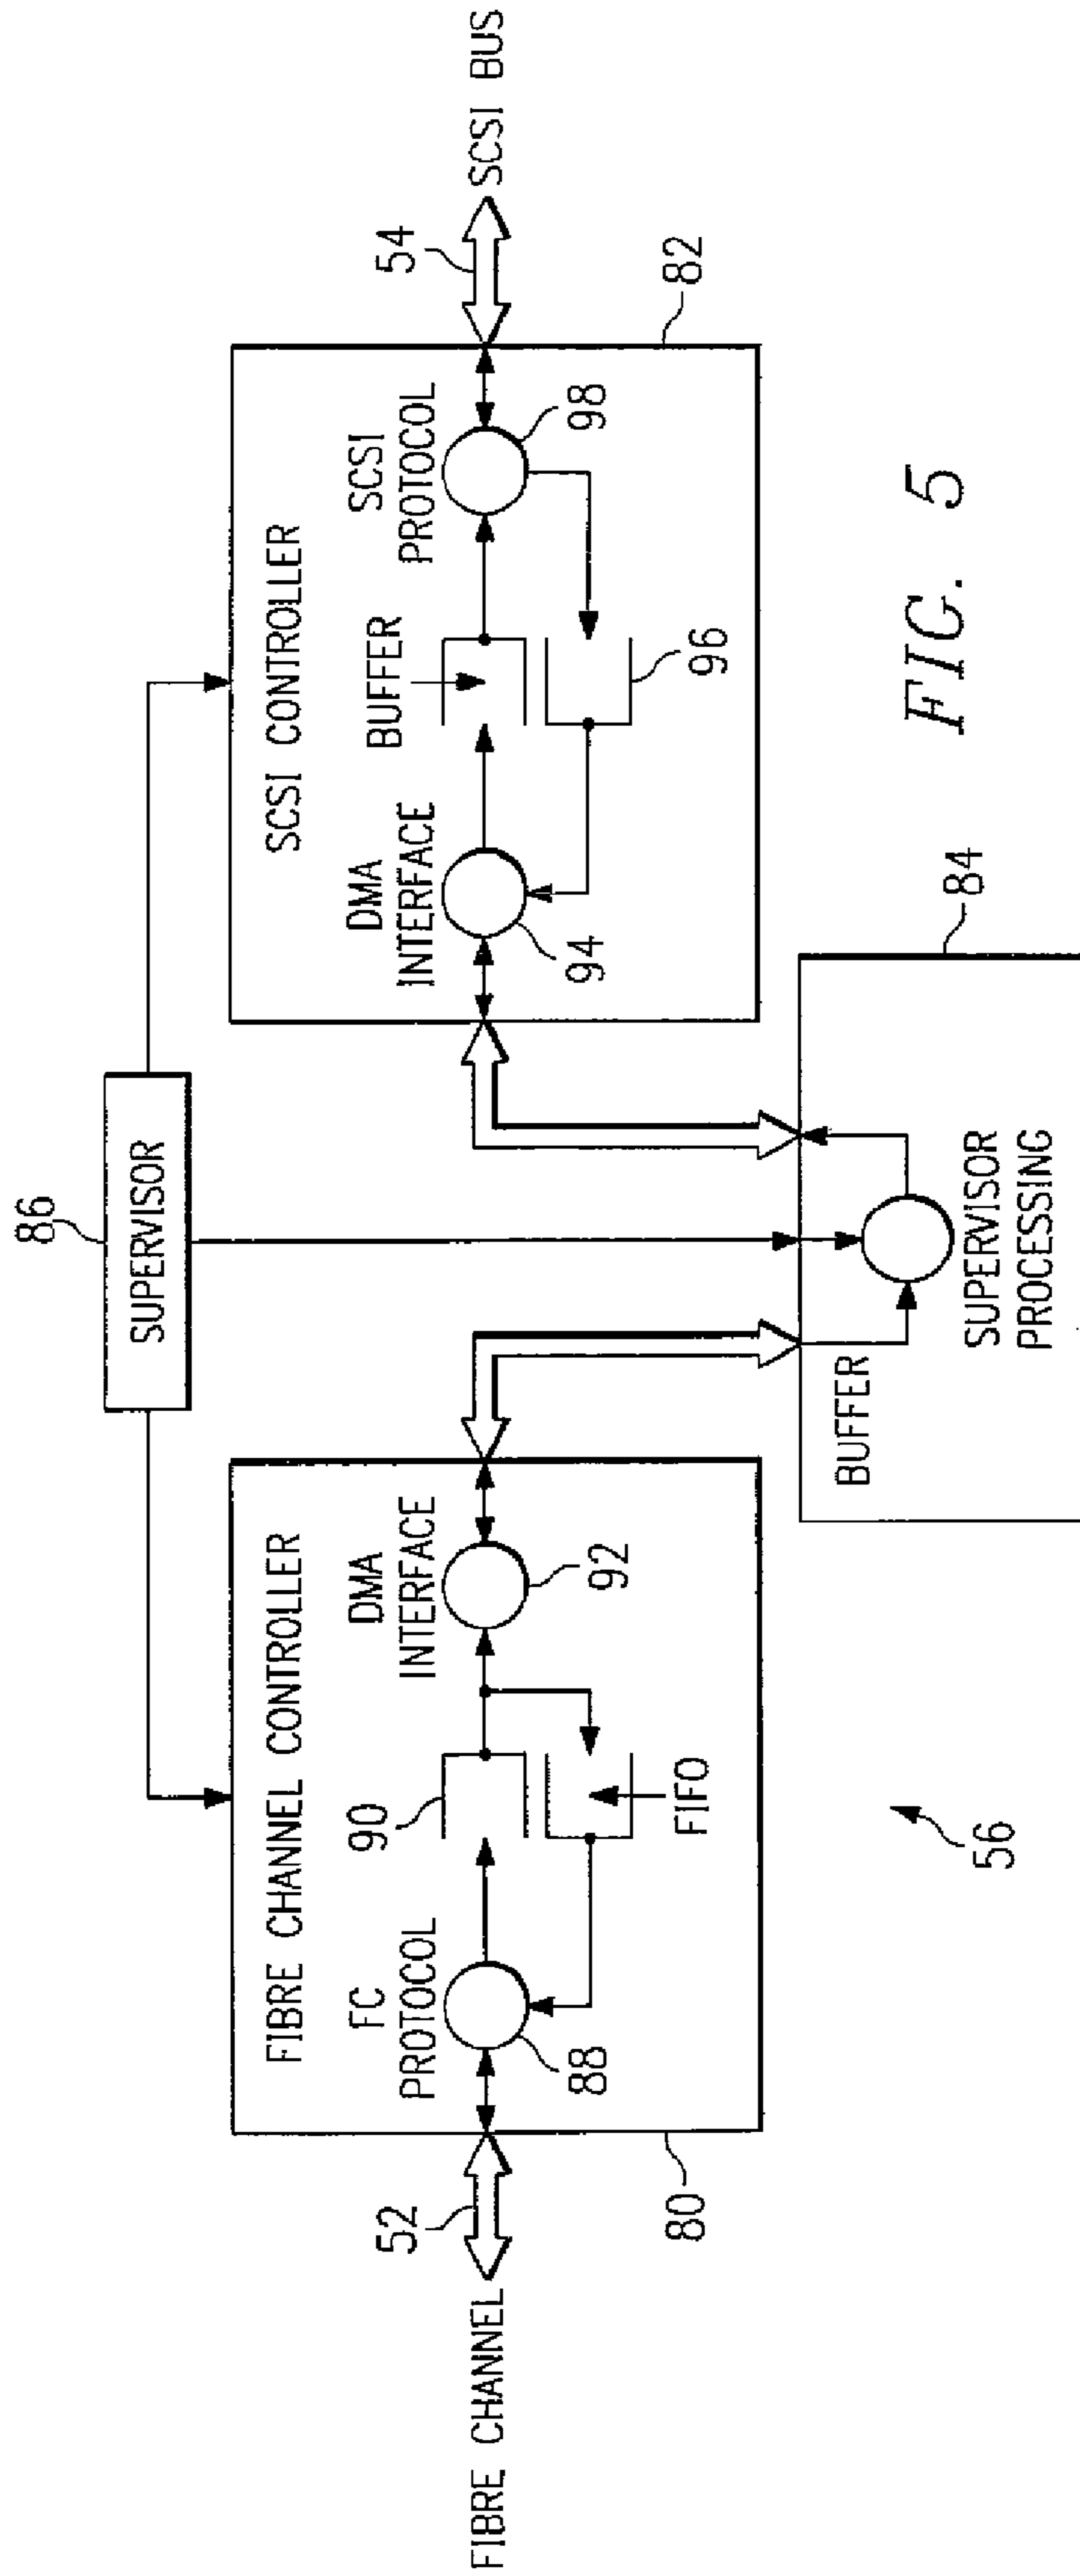 86
SUPERVISOR
FIBRE CHANNEL CONTROLLER
SCSI CONTROLLER
FC
PROTOCOL
90
DMA
INTERFACE
DMA
INTERFACE
BUFFER
SCSI
PROTOCOL
52
54
FIBRE CHANNEL
SCSI BUS
88
92
94
98
FIFO
96
80
82
BUFFER
SUPERVISOR
PROCESSING
84
56
FIG. 5